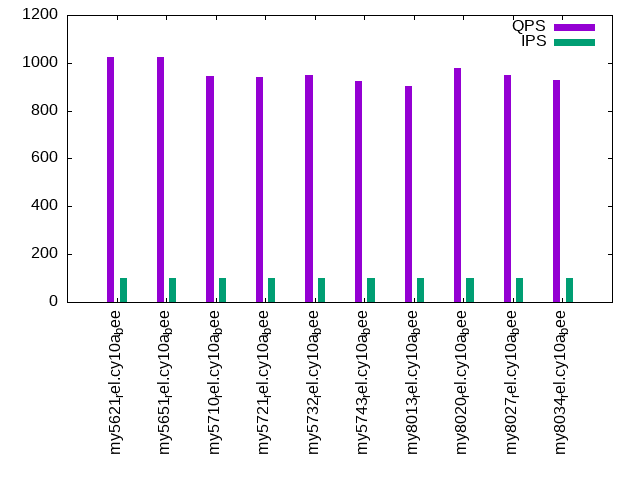 1200
1000
800
600
400
200
0
QPS
IPS
my5621rel.cy10abee
my5651rel.cy10abee
my5710rel.cy10abee
my5721rel.cy10abee
my5732rel.cy10abee
my5743rel.cy10abee
my8013rel.cy10abee
my8020rel.cy10abee
my8027rel.cy10abee
my8034rel.cy10abee